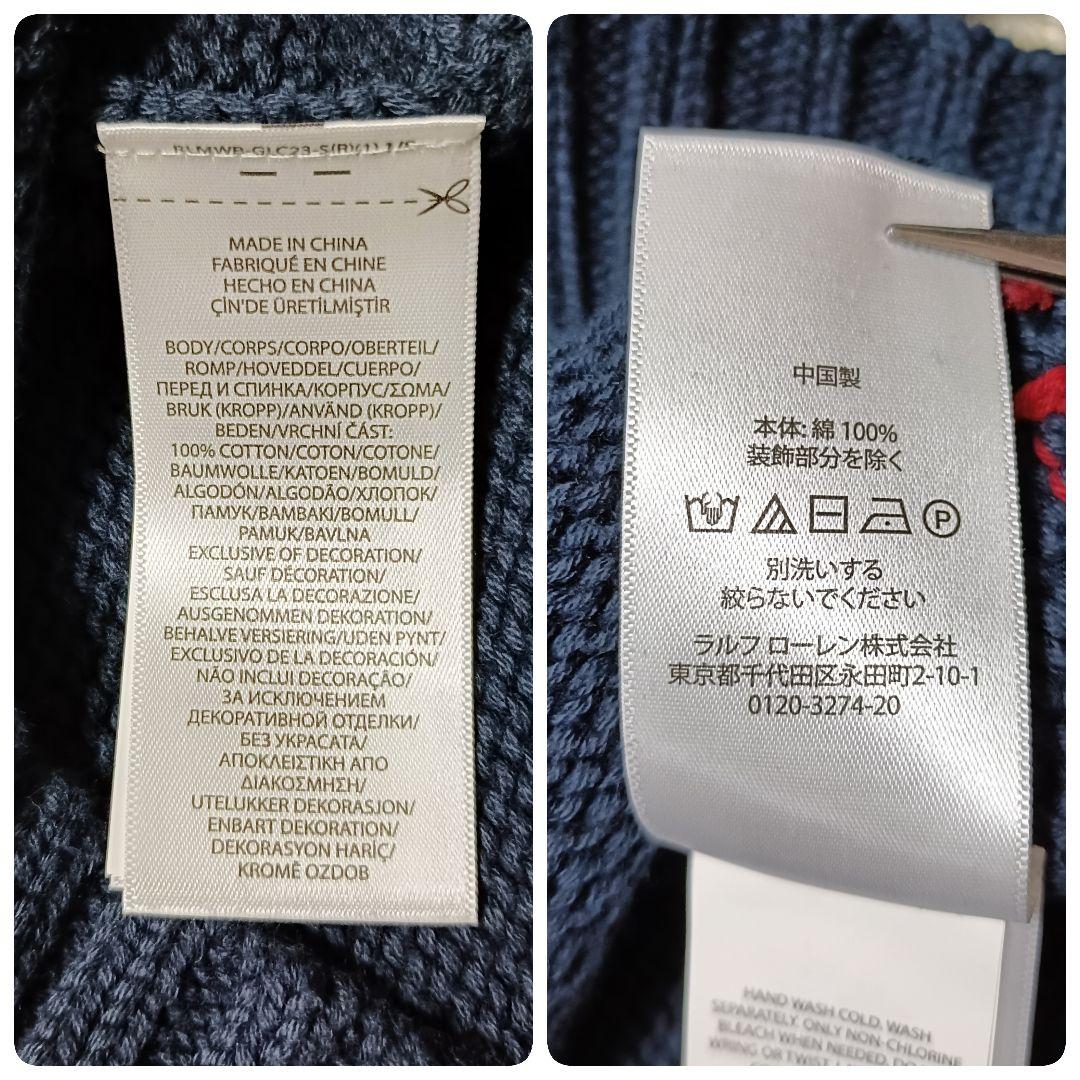 MADE IN CHINA
FABRIQUÉ EN CHINE
HECHO EN CHINA
ÇİN'DE ÜRETİLMİŞTİR
BODY/CORPS/CORPO/OBERTEIL/
ROMP/HOVEDDEL/CUERPO/
ПЕРЕД И СПИНКА/КОРПУС/ΣΩΜΑ/
BRUK (KROPP)/ANVÄND (KROPP)/
BEDEN/VRCHNÍ ČÁST:
100% COTTON/COTON/COTONE/
BAUMWOLLE/KATOEN/BOMULD/
ALGODÓN/ALGODÃO/ХЛОПОК/
ПАМУК/BAMBAKI/BOMULL/
PAMUK/BAVLNA
EXCLUSIVE OF DECORATION/
SAUF DÉCORATION/
ESCLUSA LA DECORAZIONE/
AUSGENOMMEN DEKORATION/
BEHALVE VERSIERING/UDEN PYNT/
EXCLUSIVO DE LA DECORACIÓN/
NÃO INCLUI DECORAÇÃO/
ЗА ИСКЛЮЧЕНИЕМ
ДЕКОРАТИВНОЙ ОТДЕЛКИ/
БЕЗ УКРАСАТА/
ΑΠΟΚΛΕΙΣΤΙΚΗ ΑΠΟ
ΔΙΑΚΟΣΜΗΣΗ/
UTELUKKER DEKORASJON/
ENBART DEKORATION/
DEKORASYON HARİÇ/
KROMĚ OZDOB
中国製
本体: 綿 100%
装飾部分を除く
P
別洗いする
絞らないでください
ラルフ ローレン株式会社
東京都千代田区永田町2-10-1
0120-3274-20
HAND WASH COLD. WASH
SEPARATELY. ONLY NON-CHLORINE
BLEACH WHEN NEEDED. DO
WRING OR TWIST.